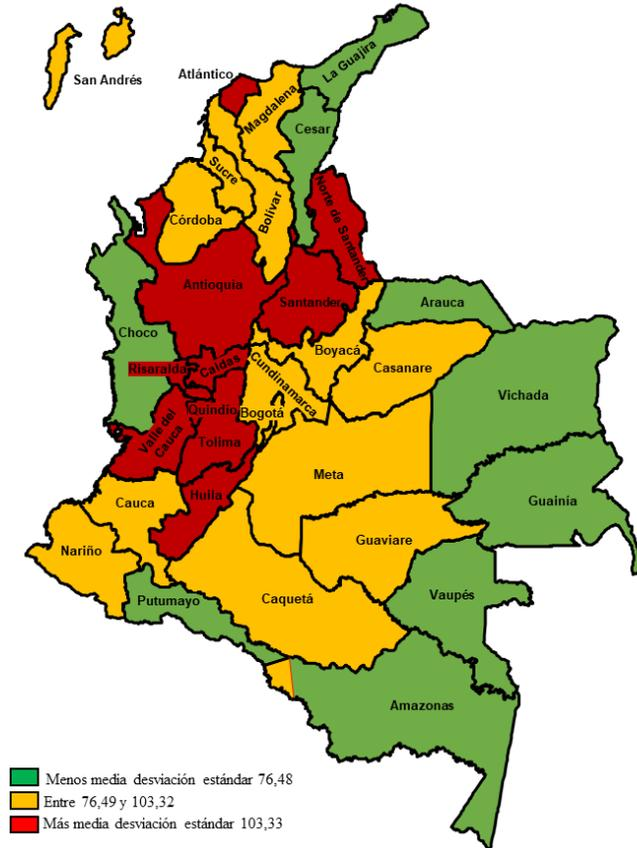 San Andrés
Atlántico
La Guajira
Magdalena
Cesar
Sucre
Norte de Santander
Córdoba
Bolívar
Antioquia
Santander
Arauca
Choco
Boyacá
Casanare
Risaralda
Caldas
Cundinamarca
Vichada
Quindío
Bogotá
Valle del
Cauca
Tolima
Meta
Huila
Cauca
Guainía
Guaviare
Nariño
Vaupés
Putumayo
Caquetá
Amazonas
Menos media desviación estándar 76,48
Entre 76,49 y 103,32
Más media desviación estándar 103,33